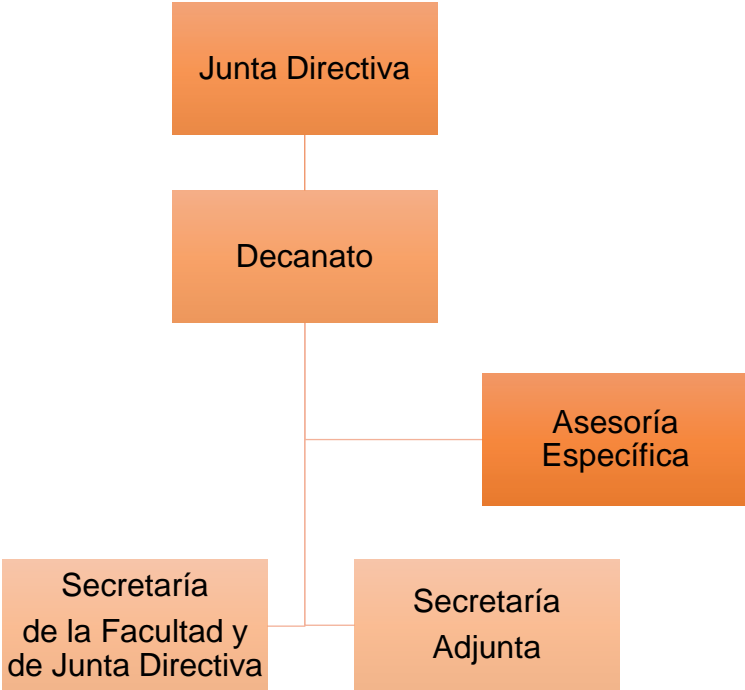 Junta Directiva
Decanato
Asesoría
Específica
Secretaría
de la Facultad y
de Junta Directiva
Secretaría
Adjunta